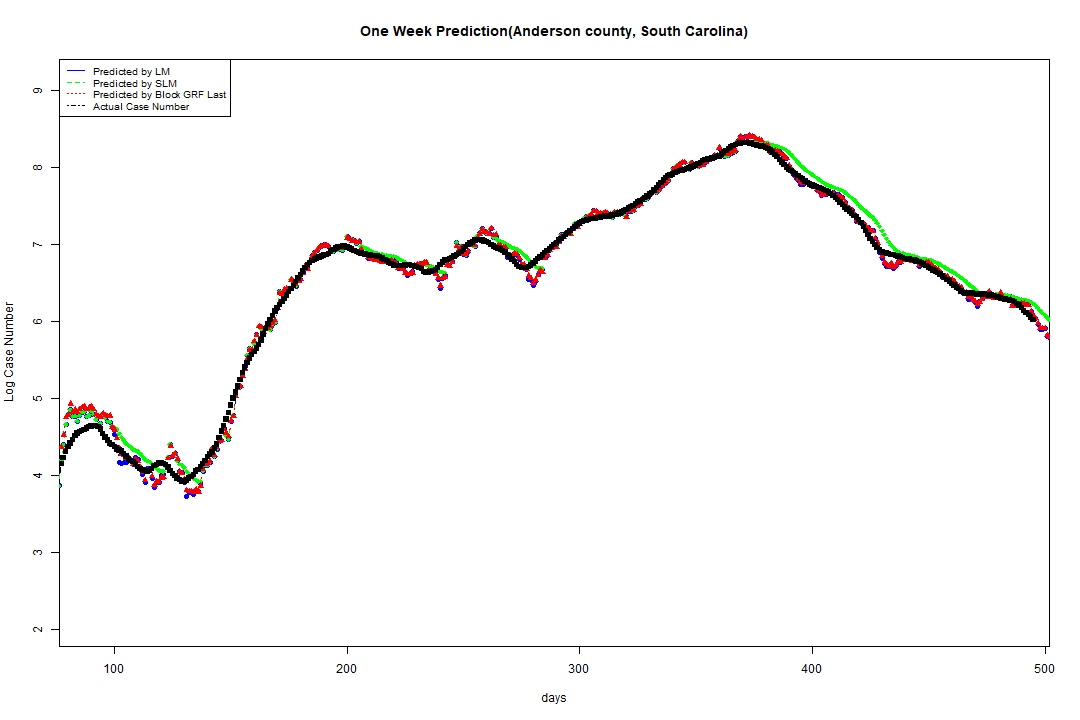 One Week Prediction(Anderson county, South Carolina)
Predicted by LM
Predicted by SLM
Predicted by Block GRF Last
Actual Case Number
Log Case Number
9
8
7
6
5
4
3
2
100 200 300 400 500
days